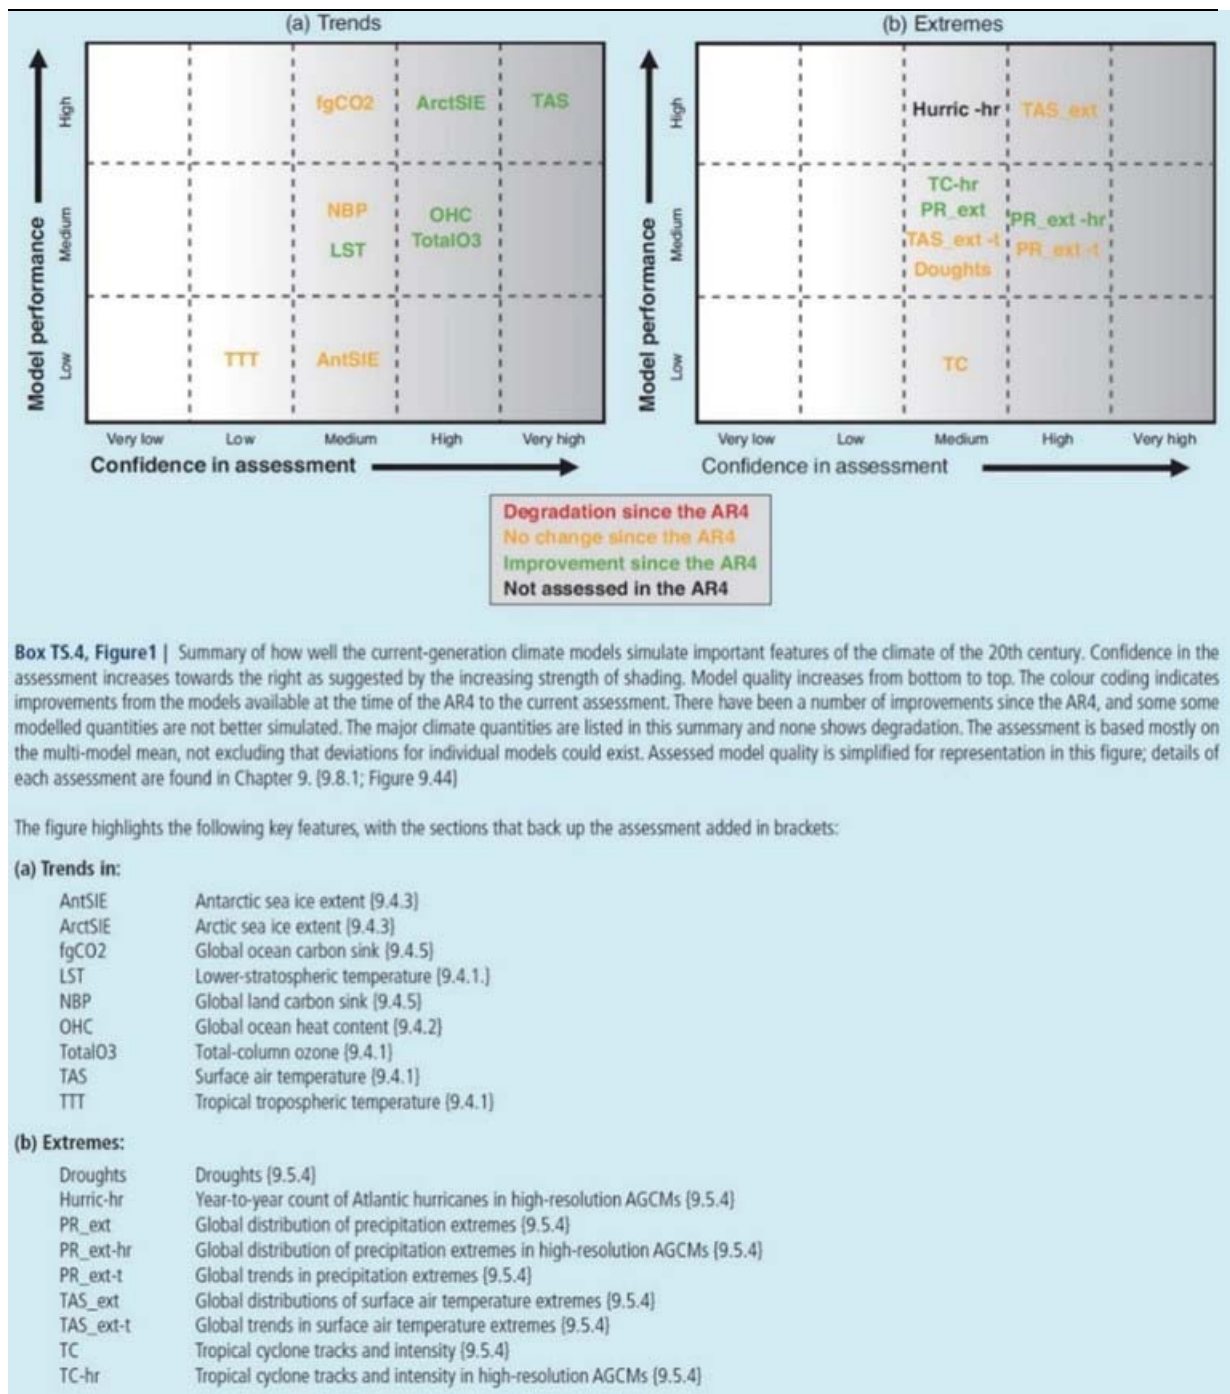 (a) Trends
(b) Extremes
Model performance
High
Medium
Low
fgCO2
ArctSIE
TAS
NBP
LST
OHC
TotalO3
TTT
AntSIE
Very low
Low
Medium
High
Very high
Confidence in assessment
Model performance
High
Medium
Low
Hurric -hr
TAS_ext
TC-hr
PR_ext
TAS_ext -t
Doughts
PR_ext -hr
PR_ext -t
TC
Very low
Low
Medium
High
Very high
Confidence in assessment
Degradation since the AR4
No change since the AR4
Improvement since the AR4
Not assessed in the AR4
Box TS.4, Figure1 | Summary of how well the current-generation climate models simulate important features of the climate of the 20th century. Confidence in the
assessment increases towards the right as suggested by the increasing strength of shading. Model quality increases from bottom to top. The colour coding indicates
improvements from the models available at the time of the AR4 to the current assessment. There have been a number of improvements since the AR4, and some some
modelled quantities are not better simulated. The major climate quantities are listed in this summary and none shows degradation. The assessment is based mostly on
the multi-model mean, not excluding that deviations for individual models could exist. Assessed model quality is simplified for representation in this figure; details of
each assessment are found in Chapter 9. {9.8.1; Figure 9.44}
The figure highlights the following key features, with the sections that back up the assessment added in brackets:
(a) Trends in:
AntSIE Antarctic sea ice extent {9.4.3}
ArctSIE Arctic sea ice extent {9.4.3}
fgCO2 Global ocean carbon sink {9.4.5}
LST Lower-stratospheric temperature {9.4.1.}
NBP Global land carbon sink {9.4.5}
OHC Global ocean heat content {9.4.2}
TotalO3 Total-column ozone {9.4.1}
TAS Surface air temperature {9.4.1}
TTT Tropical tropospheric temperature {9.4.1}
(b) Extremes:
Droughts Droughts {9.5.4}
Hurric-hr Year-to-year count of Atlantic hurricanes in high-resolution AGCMs {9.5.4}
PR_ext Global distribution of precipitation extremes {9.5.4}
PR_ext-hr Global distribution of precipitation extremes in high-resolution AGCMs {9.5.4}
PR_ext-t Global trends in precipitation extremes {9.5.4}
TAS_ext Global distributions of surface air temperature extremes {9.5.4}
TAS_ext-t Global trends in surface air temperature extremes {9.5.4}
TC Tropical cyclone tracks and intensity {9.5.4}
TC-hr Tropical cyclone tracks and intensity in high-resolution AGCMs {9.5.4}